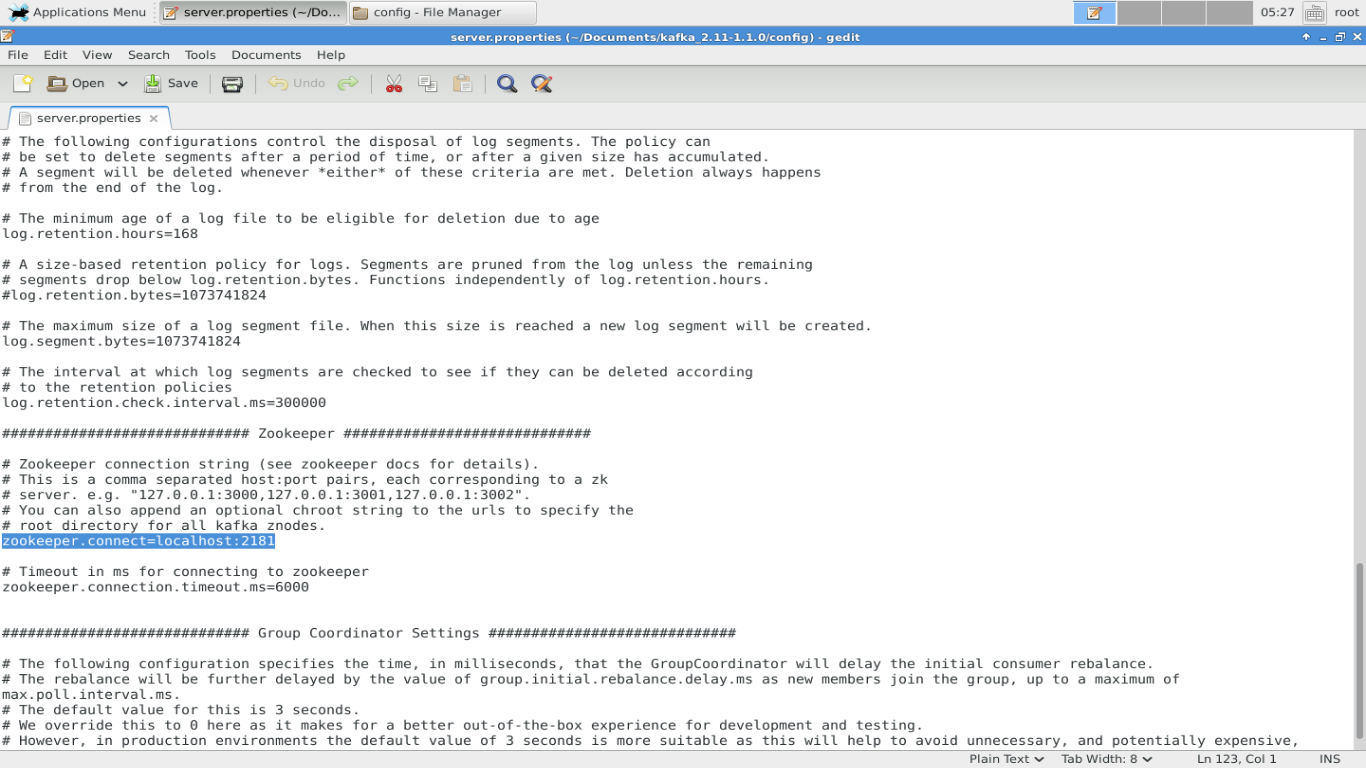 Applications Menu server.properties (~/Do... config - File Manager 05:27 root
server.properties (~/Documents/kafka_2.11-1.1.0/config) - gedit
File Edit View Search Tools Documents Help
Open Save Undo
server.properties
# The following configurations control the disposal of log segments. The policy can
# be set to delete segments after a period of time, or after a given size has accumulated.
# A segment will be deleted whenever *either* of these criteria are met. Deletion always happens
# from the end of the log.
# The minimum age of a log file to be eligible for deletion due to age
log.retention.hours=168
# A size-based retention policy for logs. Segments are pruned from the log unless the remaining
# segments drop below log.retention.bytes. Functions independently of log.retention.hours.
#log.retention.bytes=1073741824
# The maximum size of a log segment file. When this size is reached a new log segment will be created.
log.segment.bytes=1073741824
# The interval at which log segments are checked to see if they can be deleted according
# to the retention policies
log.retention.check.interval.ms=300000
############################# Zookeeper #############################
# Zookeeper connection string (see zookeeper docs for details).
# This is a comma separated host:port pairs, each corresponding to a zk
# server. e.g. "127.0.0.1:3000,127.0.0.1:3001,127.0.0.1:3002".
# You can also append an optional chroot string to the urls to specify the
# root directory for all kafka znodes.
zookeeper.connect=localhost:2181
# Timeout in ms for connecting to zookeeper
zookeeper.connection.timeout.ms=6000
############################# Group Coordinator Settings #############################
# The following configuration specifies the time, in milliseconds, that the GroupCoordinator will delay the initial consumer rebalance.
# The rebalance will be further delayed by the value of group.initial.rebalance.delay.ms as new members join the group, up to a maximum of
max.poll.interval.ms.
# The default value for this is 3 seconds.
# We override this to 0 here as it makes for a better out-of-the-box experience for development and testing.
# However, in production environments the default value of 3 seconds is more suitable as this will help to avoid unnecessary, and potentially expensive,
Plain Text Tab Width: 8 Ln 123, Col 1 INS